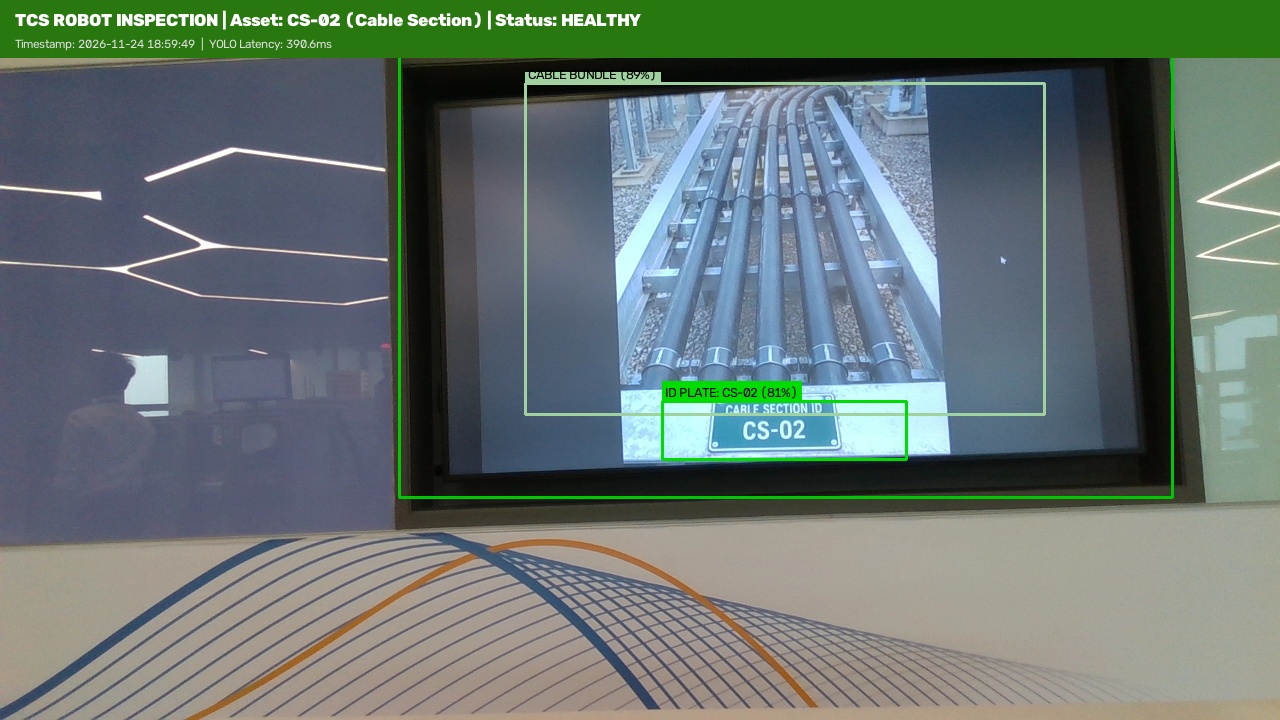 TCS ROBOT INSPECTION | Asset: CS-02 (Cable Section) | Status: HEALTHY
Timestamp: 2026-11-24 18:59:49 | YOLO Latency: 390.6ms
CABLE BUNDLE (89%)
ID PLATE: CS-02 (81%)
CABLE SECTION ID
CS-02